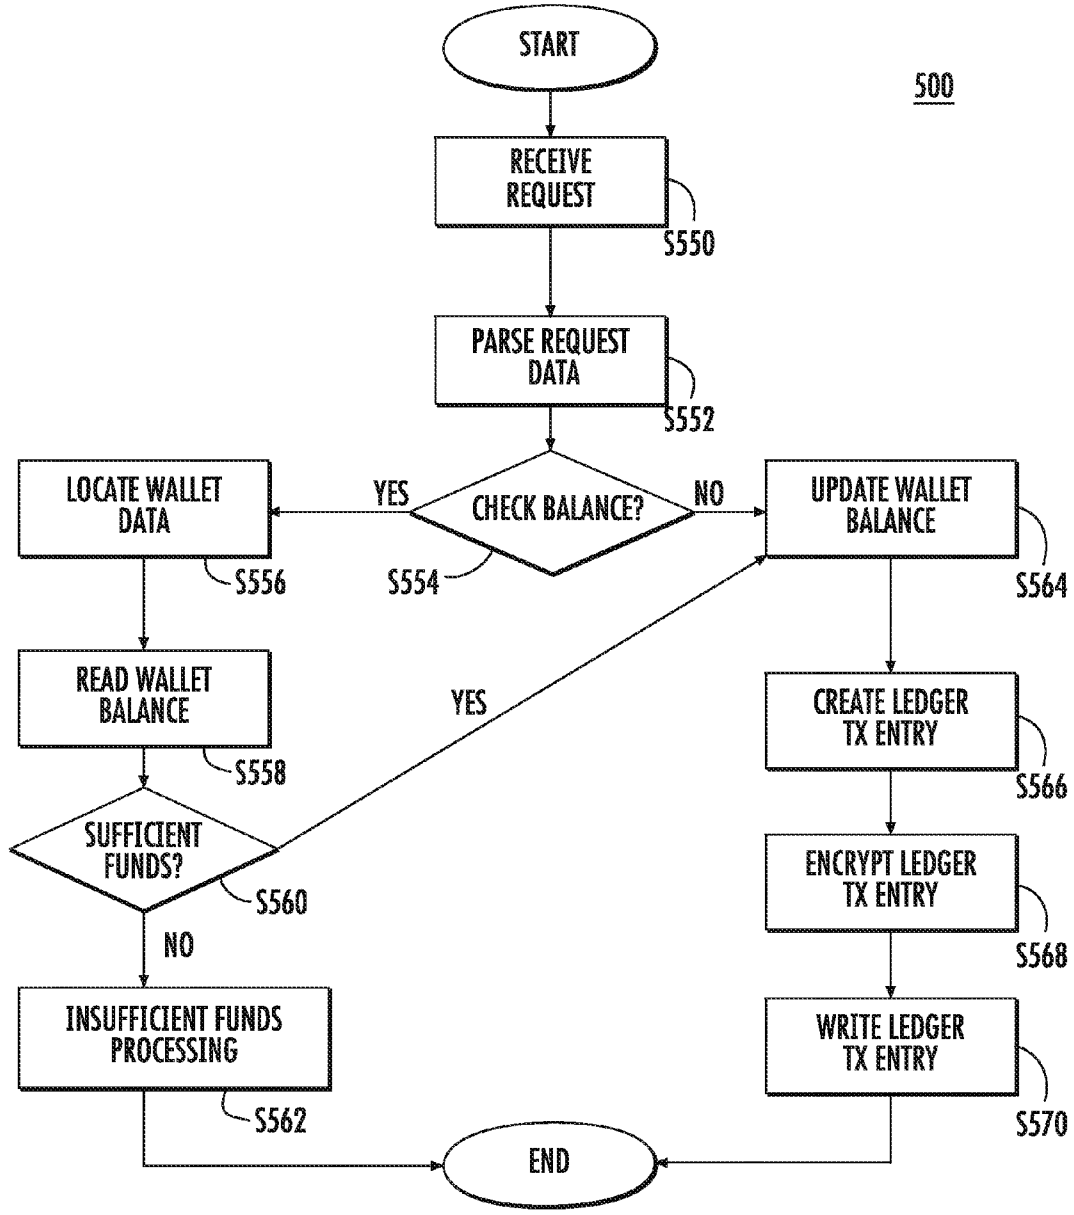 START
500
RECEIVE
REQUEST
S550
PARSE REQUEST
DATA
S552
LOCATE WALLET
DATA
S556
YES
CHECK BALANCE?
S554
NO
UPDATE WALLET
BALANCE
S564
READ WALLET
BALANCE
S558
YES
CREATE LEDGER
TX ENTRY
S566
SUFFICIENT
FUNDS?
S560
NO
ENCRYPT LEDGER
TX ENTRY
S568
INSUFFICIENT FUNDS
PROCESSING
S562
WRITE LEDGER
TX ENTRY
S570
END